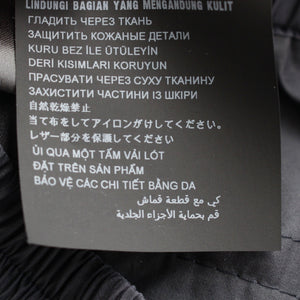 LINDUNGI BAGIAN YANG MENGANDUNG KULIT
ГЛАДИТЬ ЧЕРЕЗ ТКАНЬ
ЗАЩИТИТЬ КОЖАНЫЕ ДЕТАЛИ
KURU BEZ İLE ÜTÜLEYİN
DERİ KISIMLARI KORUYUN
ПРАСУВАТИ ЧЕРЕЗ СУХУ ТКАНИНУ
ЗАХИСТИТИ ЧАСТИНИ ІЗ ШКІРИ
自然乾燥禁止。
当て布をしてアイロンがけしてください。
レザー部分を保護してください。
ỦI QUA MỘT TẤM VẢI LÓT
ĐẶT TRÊN SẢN PHẨM
BẢO VỆ CÁC CHI TIẾT BẰNG DA
كي مع قطعة قماش
قم بحماية الأجزاء الجلدية